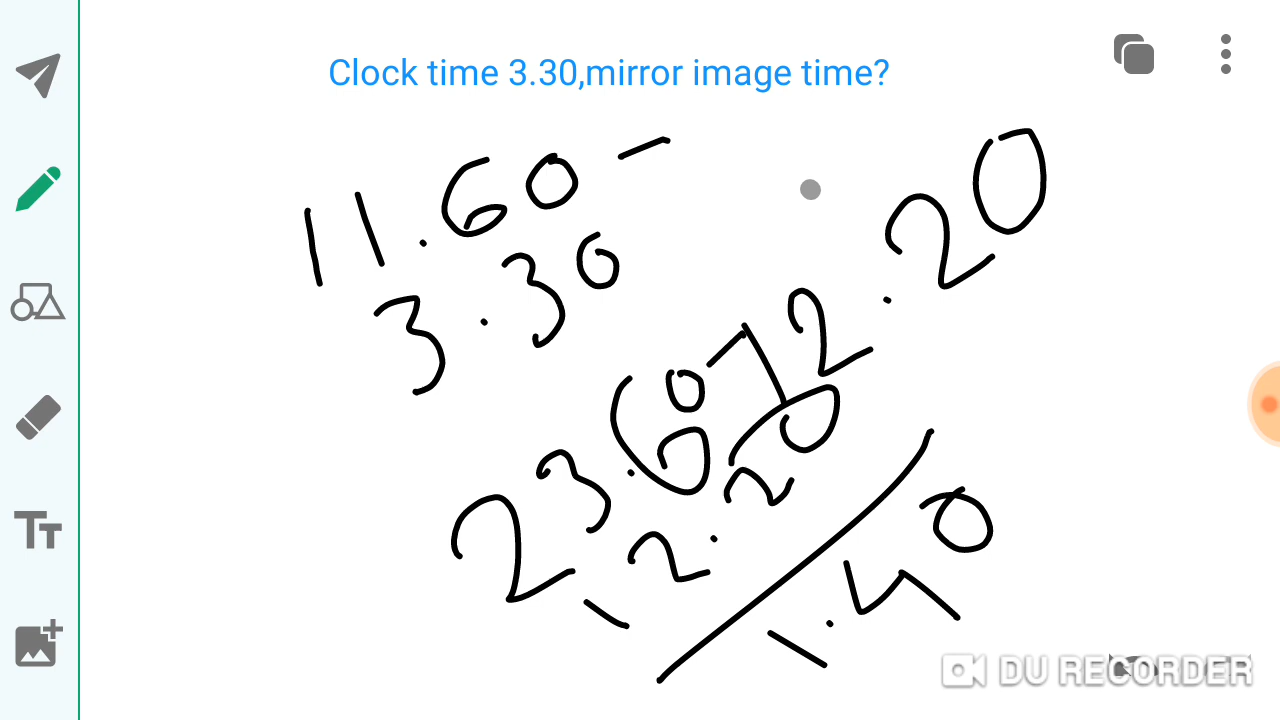 Clock time 3.30,mirror image time?
11.60 -
3.30
12.20
23.60 -
12.20
1.40
TT
DU RECORDER